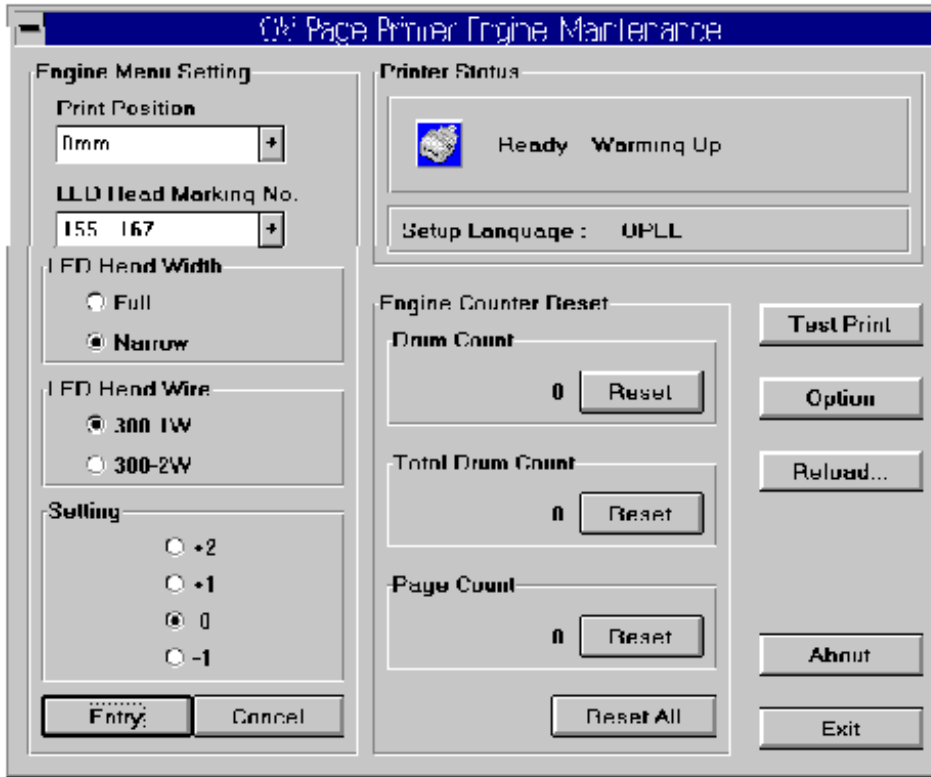 Oki Page Printer Engine Maintenance
Engine Menu Setting
Print Position
0mm
LED Head Marking No.
155 167
LED Head Width
Full
Narrow
LED Head Wire
300-1W
300-2W
Setting
+2
+1
0
-1
Entry
Cancel
Printer Status
Ready Warming Up
Setup Language :
Engine Counter Reset
Drum Count
0 Reset
Total Drum Count
0 Reset
Page Count
0 Reset
Reset All
Test Print
Option
Reload...
About
Exit